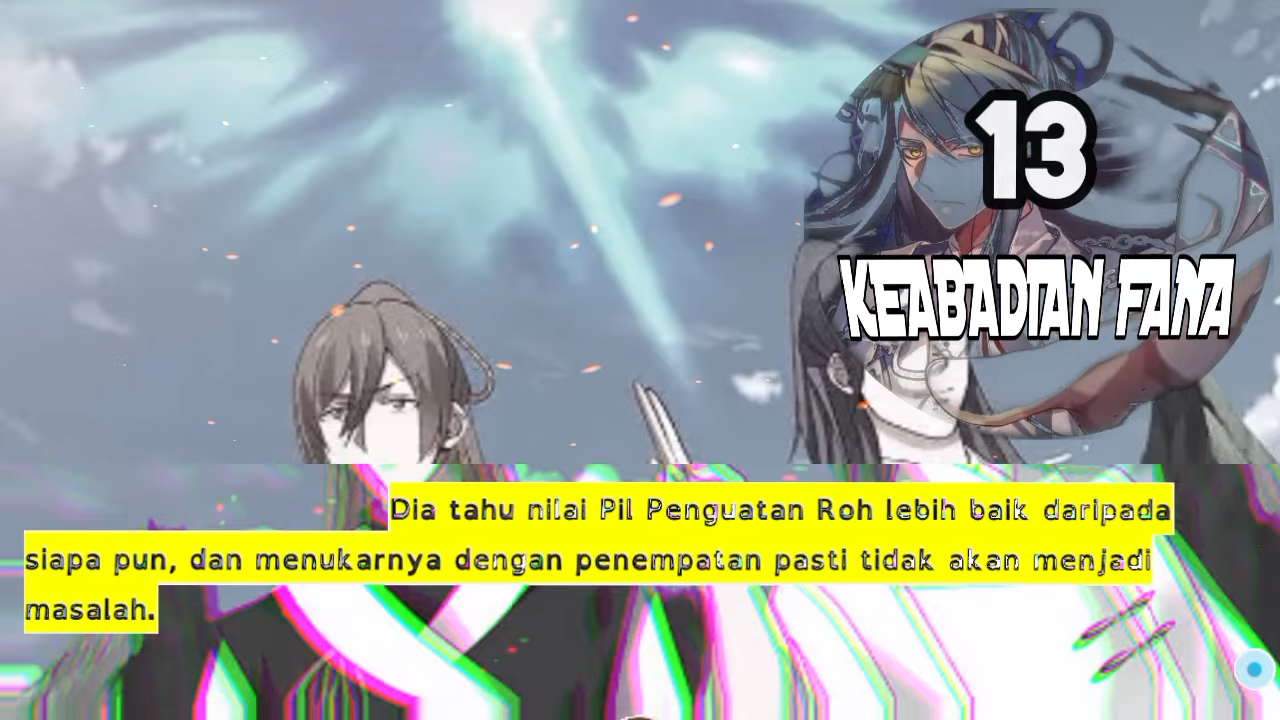 13
KEABADIAN FANA
Dia tahu nilai Pil Penguatan Roh lebih baik daripada
siapa pun, dan menukarnya dengan penempatan pasti tidak akan menjadi
masalah.